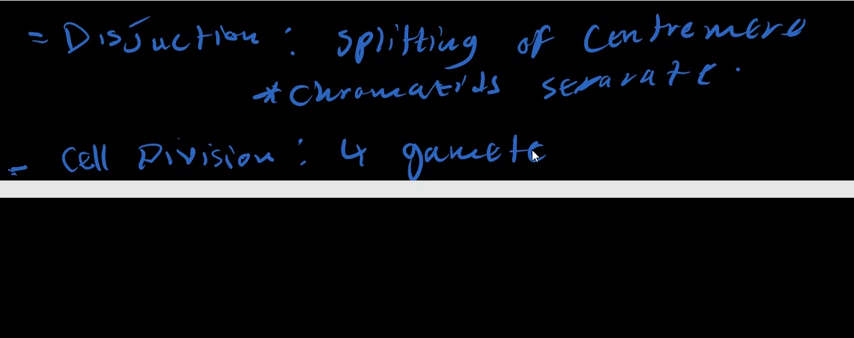 = Disjuction : splitting of Centremere
* Chromatids separate .
- Cell Division : 4 gamete